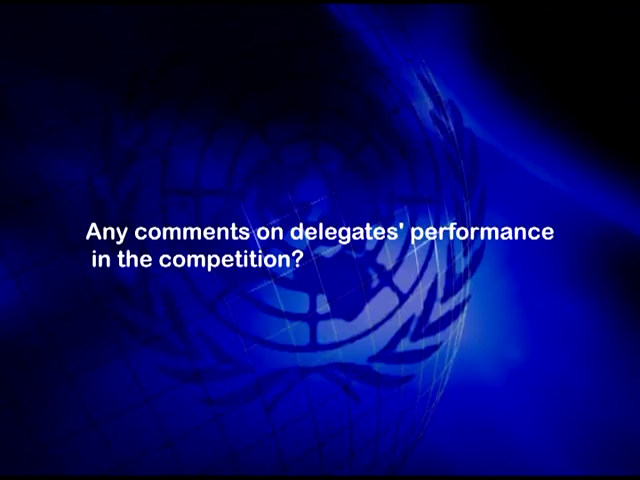 Any comments on delegates' performance
in the competition?